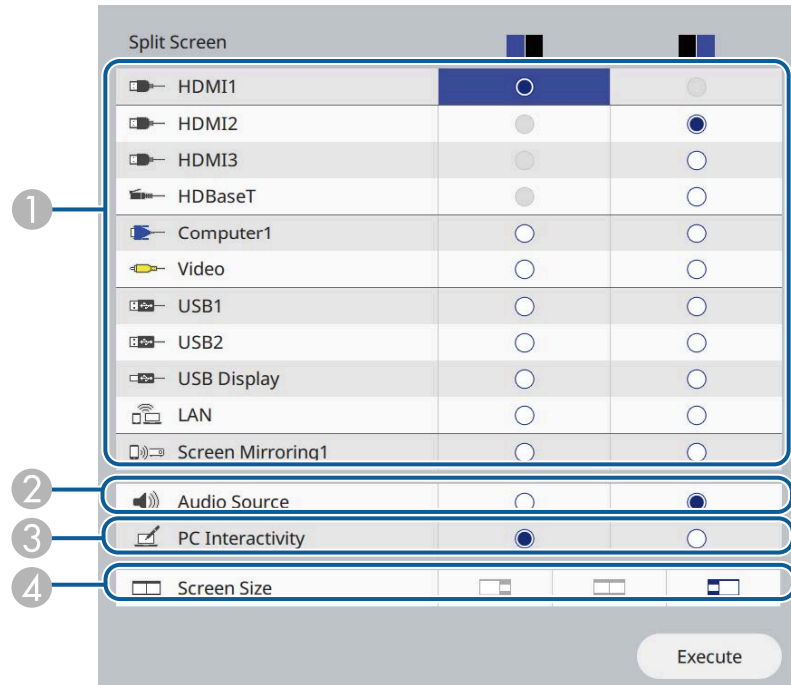 Split Screen
HDMI1
HDMI2
HDMI3
HDBaseT
1
Computer1
Video
USB1
USB2
USB Display
LAN
Screen Mirroring1
2
Audio Source
3
PC Interactivity
4
Screen Size
Execute